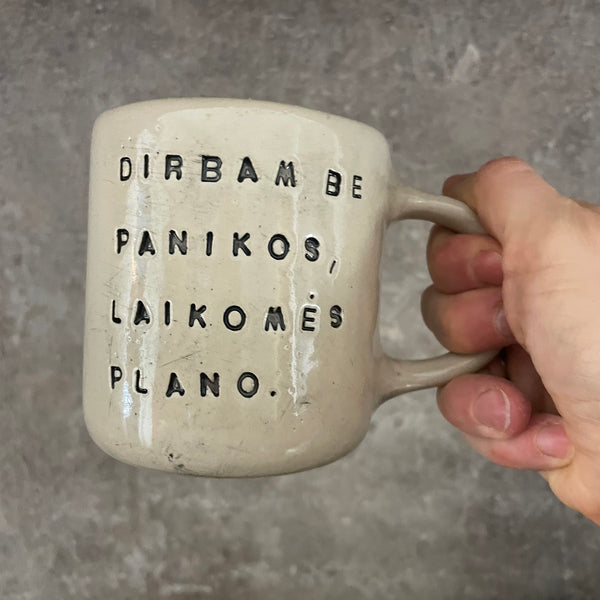 DIRBAM BE
PANIKOS,
LAIKOMĖS
PLANO.